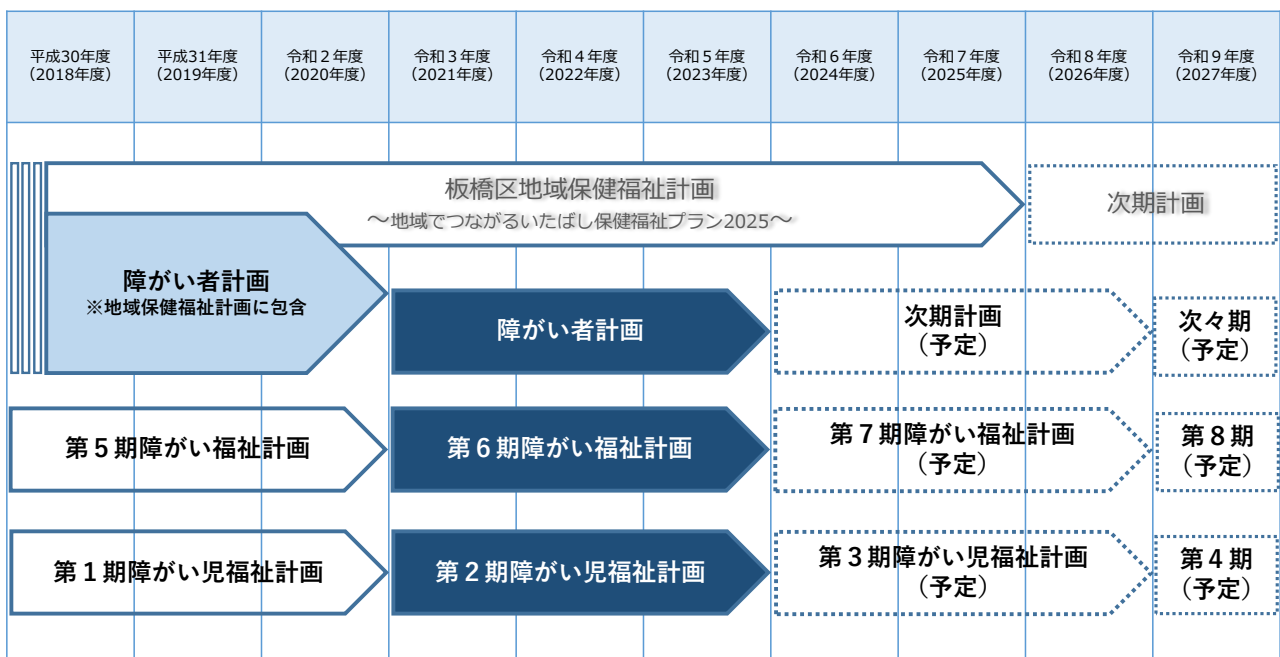 平成30年度
(2018年度)
平成31年度
(2019年度)
令和２年度
(2020年度)
令和３年度
(2021年度)
令和４年度
(2022年度)
令和５年度
(2023年度)
令和６年度
(2024年度)
令和７年度
(2025年度)
令和８年度
(2026年度)
令和９年度
(2027年度)
板橋区地域保健福祉計画
～地域でつながるいたばし保健福祉プラン2025～
次期計画
障がい者計画
※地域保健福祉計画に包含
障がい者計画
次期計画
（予定）
次々期
（予定）
第５期障がい福祉計画
第６期障がい福祉計画
第７期障がい福祉計画
（予定）
第８期
（予定）
第１期障がい児福祉計画
第２期障がい児福祉計画
第３期障がい児福祉計画
（予定）
第４期
（予定）